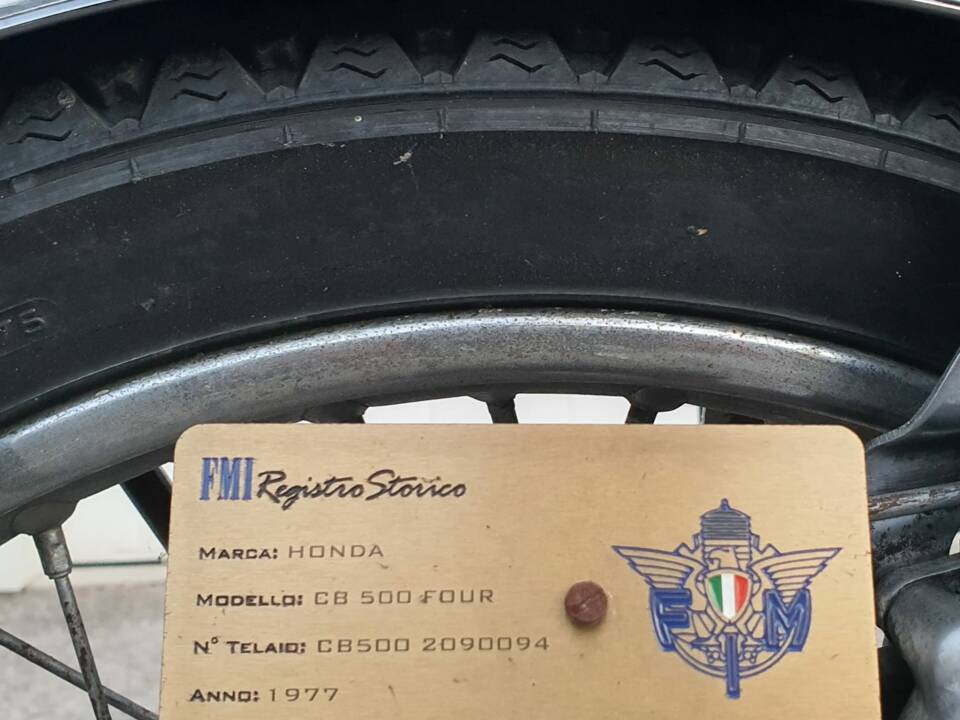 FMI Registro Storico
Marca: HONDA
Modello: CB 500 FOUR
N° Telaio: CB500 2090094
Anno: 1977
F M